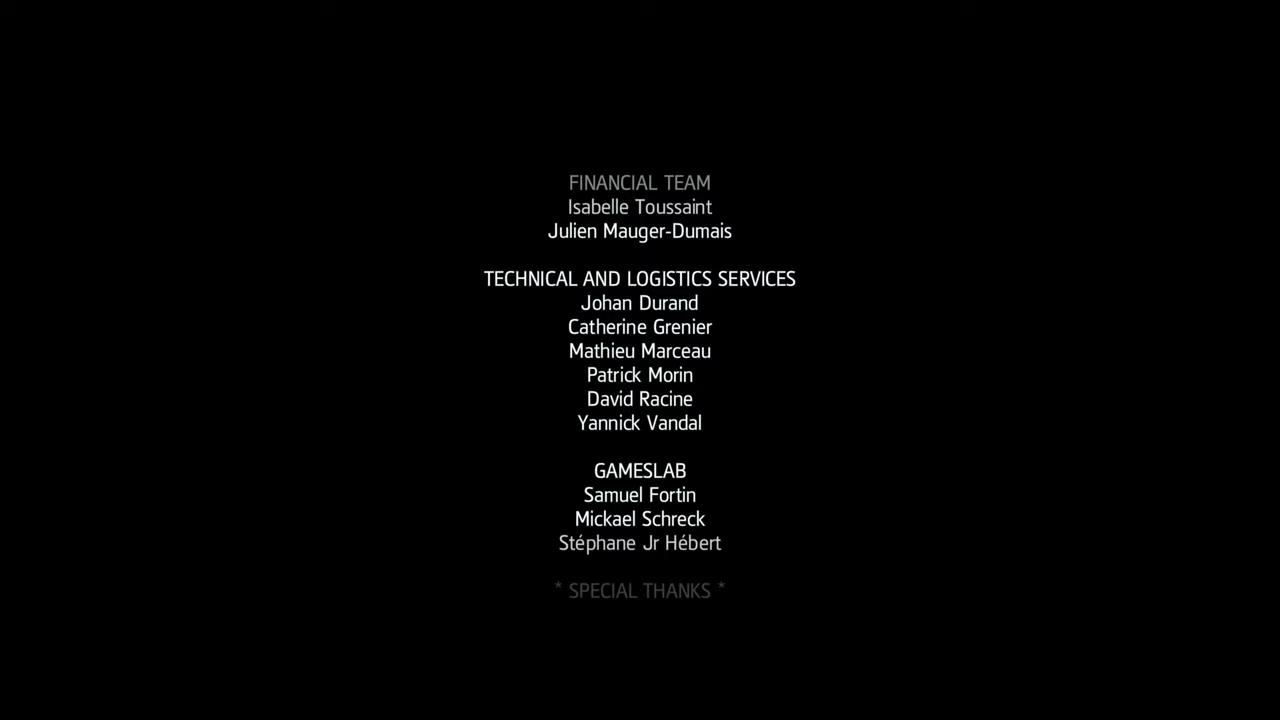 FINANCIAL TEAM
Isabelle Toussaint
Julien Mauger-Dumais
TECHNICAL AND LOGISTICS SERVICES
Johan Durand
Catherine Grenier
Mathieu Marceau
Patrick Morin
David Racine
Yannick Vandal
GAMESLAB
Samuel Fortin
Mickael Schreck
Stéphane Jr Hébert
* SPECIAL THANKS *